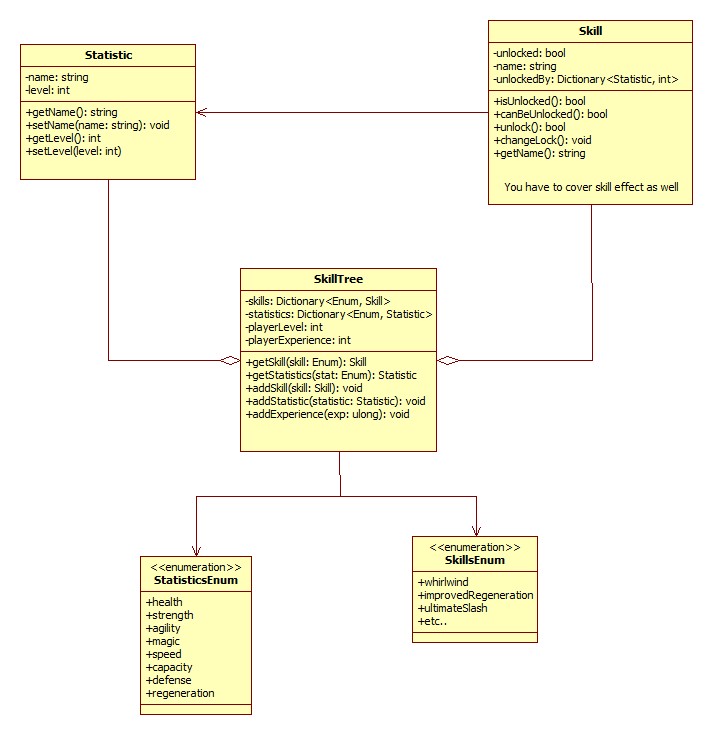 Statistic
-name: string
-level: int
+getName(): string
+setName(name: string): void
+getLevel(): int
+setLevel(level: int)
Skill
-unlocked: bool
-name: string
-unlockedBy: Dictionary<Statistic, int>
+isUnlocked(): bool
+canBeUnlocked(): bool
+unlock(): bool
+changeLock(): void
+getName(): string
You have to cover skill effect as well
SkillTree
-skills: Dictionary<Enum, Skill>
-statistics: Dictionary<Enum, Statistic>
-playerLevel: int
-playerExperience: int
+getSkill(skill: Enum): Skill
+getStatistics(stat: Enum): Statistic
+addSkill(skill: Skill): void
+addStatistic(statistic: Statistic): void
+addExperience(exp: ulong): void
<<enumeration>>
StatisticsEnum
+health
+strength
+agility
+magic
+speed
+capacity
+defense
+regeneration
<<enumeration>>
SkillsEnum
+whirlwind
+improvedRegeneration
+ultimateSlash
+etc..